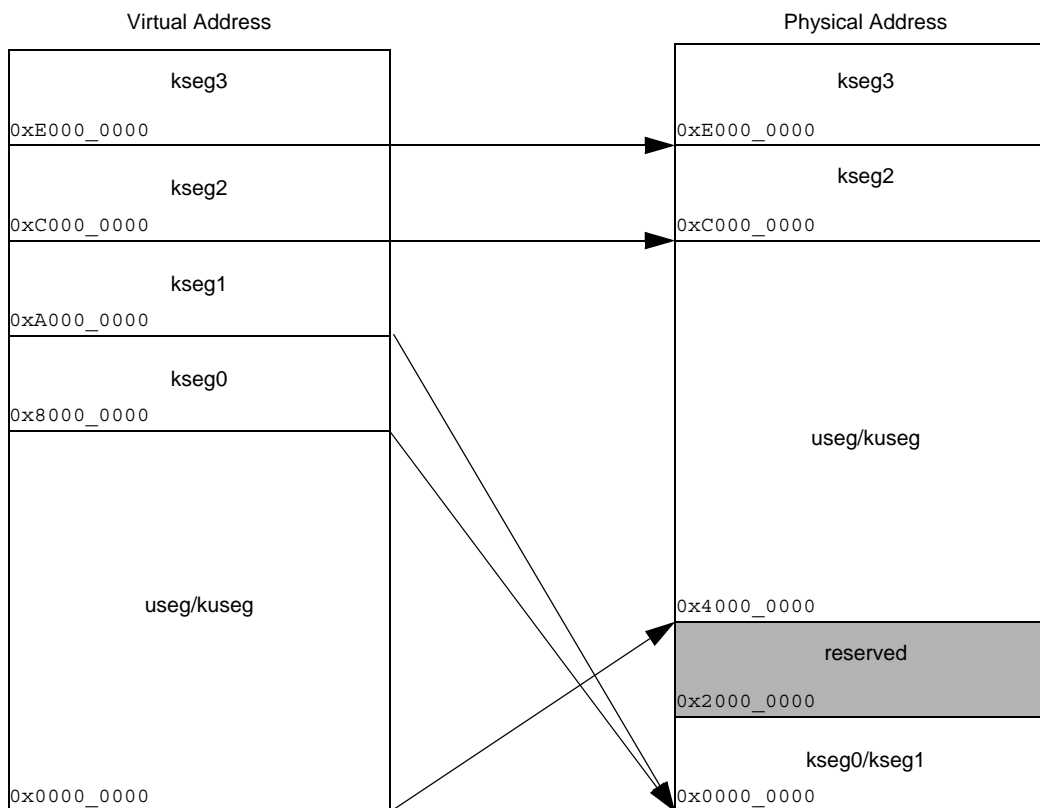 Virtual Address
kseg3
0xE000_0000
kseg2
0xC000_0000
kseg1
0xA000_0000
kseg0
0x8000_0000
useg/kuseg
0x0000_0000
Physical Address
kseg3
0xE000_0000
kseg2
0xC000_0000
useg/kuseg
0x4000_0000
reserved
0x2000_0000
kseg0/kseg1
0x0000_0000